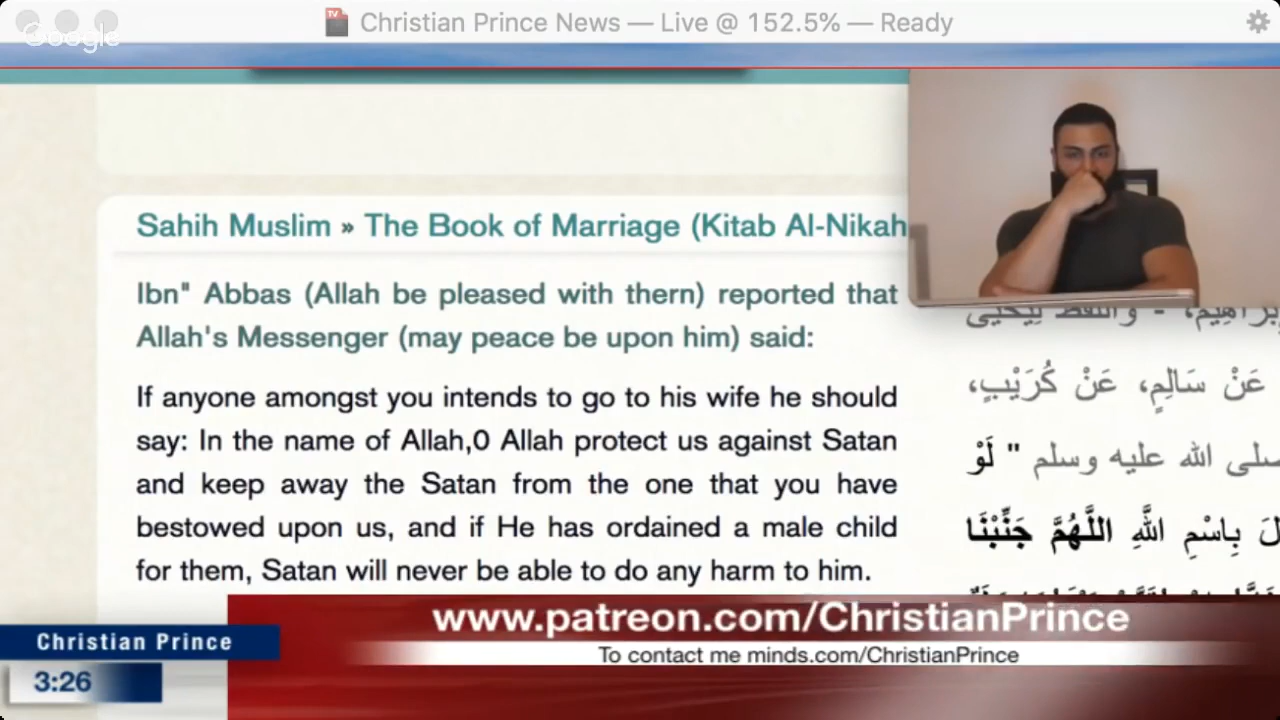 Christian Prince News — Live @ 152.5% — Ready
Google
TV
Sahih Muslim » The Book of Marriage (Kitab Al-Nikah
Ibn" Abbas (Allah be pleased with thern) reported that
Allah's Messenger (may peace be upon him) said:
If anyone amongst you intends to go to his wife he should
say: In the name of Allah,0 Allah protect us against Satan
and keep away the Satan from the one that you have
bestowed upon us, and if He has ordained a male child
for them, Satan will never be able to do any harm to him.
عَنْ سَالِمٍ، عَنْ كُرَيْبٍ،
صلى الله عليه وسلم " لَوْ
بِاسْمِ اللَّهِ اللَّهُمَّ جَنِّبْنَا
www.patreon.com/ChristianPrince
To contact me minds.com/ChristianPrince
Christian Prince
3:26